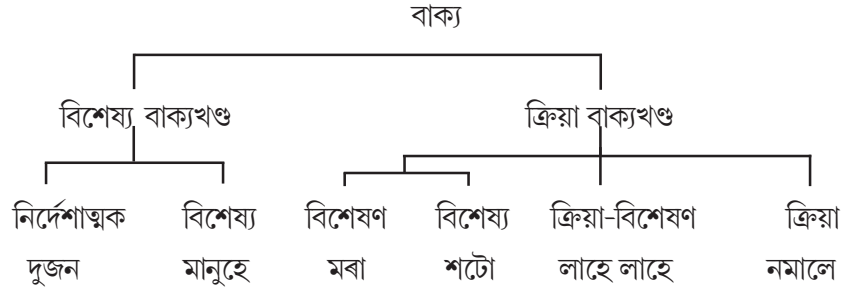 বাক্য
বিশেষ্য বাক্যখণ্ড ক্ৰিয়া বাক্যখণ্ড
নিৰ্দেশাত্মক বিশেষ্য বিশেষণ বিশেষ্য ক্ৰিয়া-বিশেষণ ক্ৰিয়া
দুজন মানুহে মৰা শটো লাহে লাহে নমালে